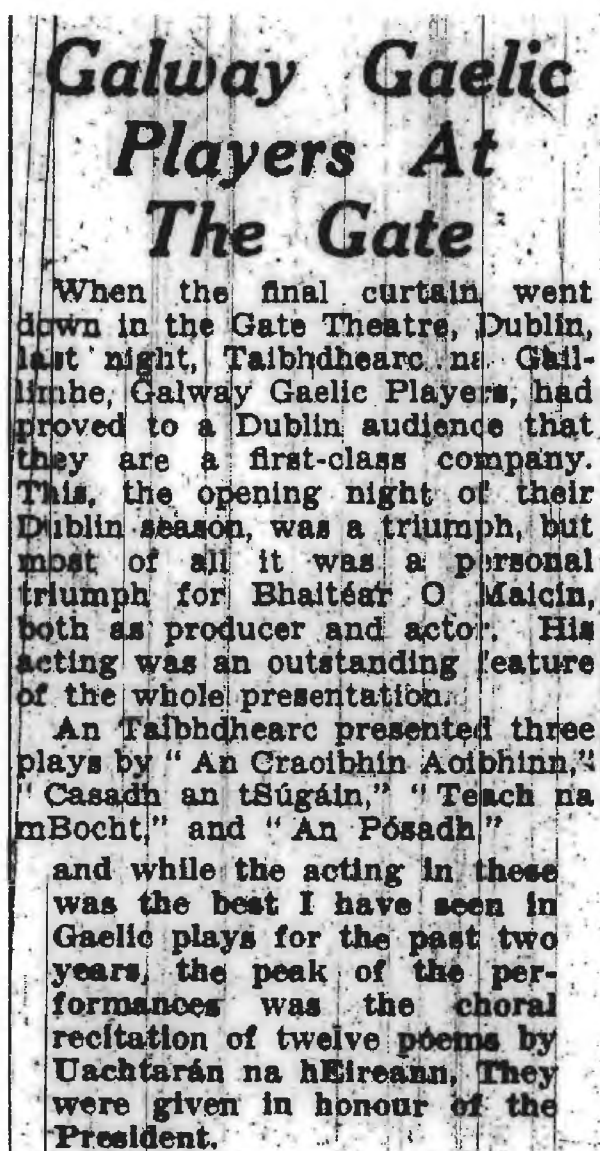 Galway Gaelic
Players At
The Gate
When the final curtain went
down in the Gate Theatre, Dublin,
last night, Taibhdhearc na Gail-
limhe, Galway Gaelic Players, had
proved to a Dublin audience that
they are a first-class company.
This, the opening night of their
Dublin season, was a triumph, but
most of all it was a personal
triumph for Bhaitéar O Maicin,
both as producer and actor. His
acting was an outstanding feature
of the whole presentation.
An Taibhdhearc presented three
plays by "An Craoibhin Aoibhinn,"
"Casadh an tSúgáin," "Teach na
mBocht," and "An Pósadh"
and while the acting in these
was the best I have seen in
Gaelic plays for the past two
years, the peak of the per-
formances was the choral
recitation of twelve poems by
Uachtarán na hEireann. They
were given in honour of the
President.